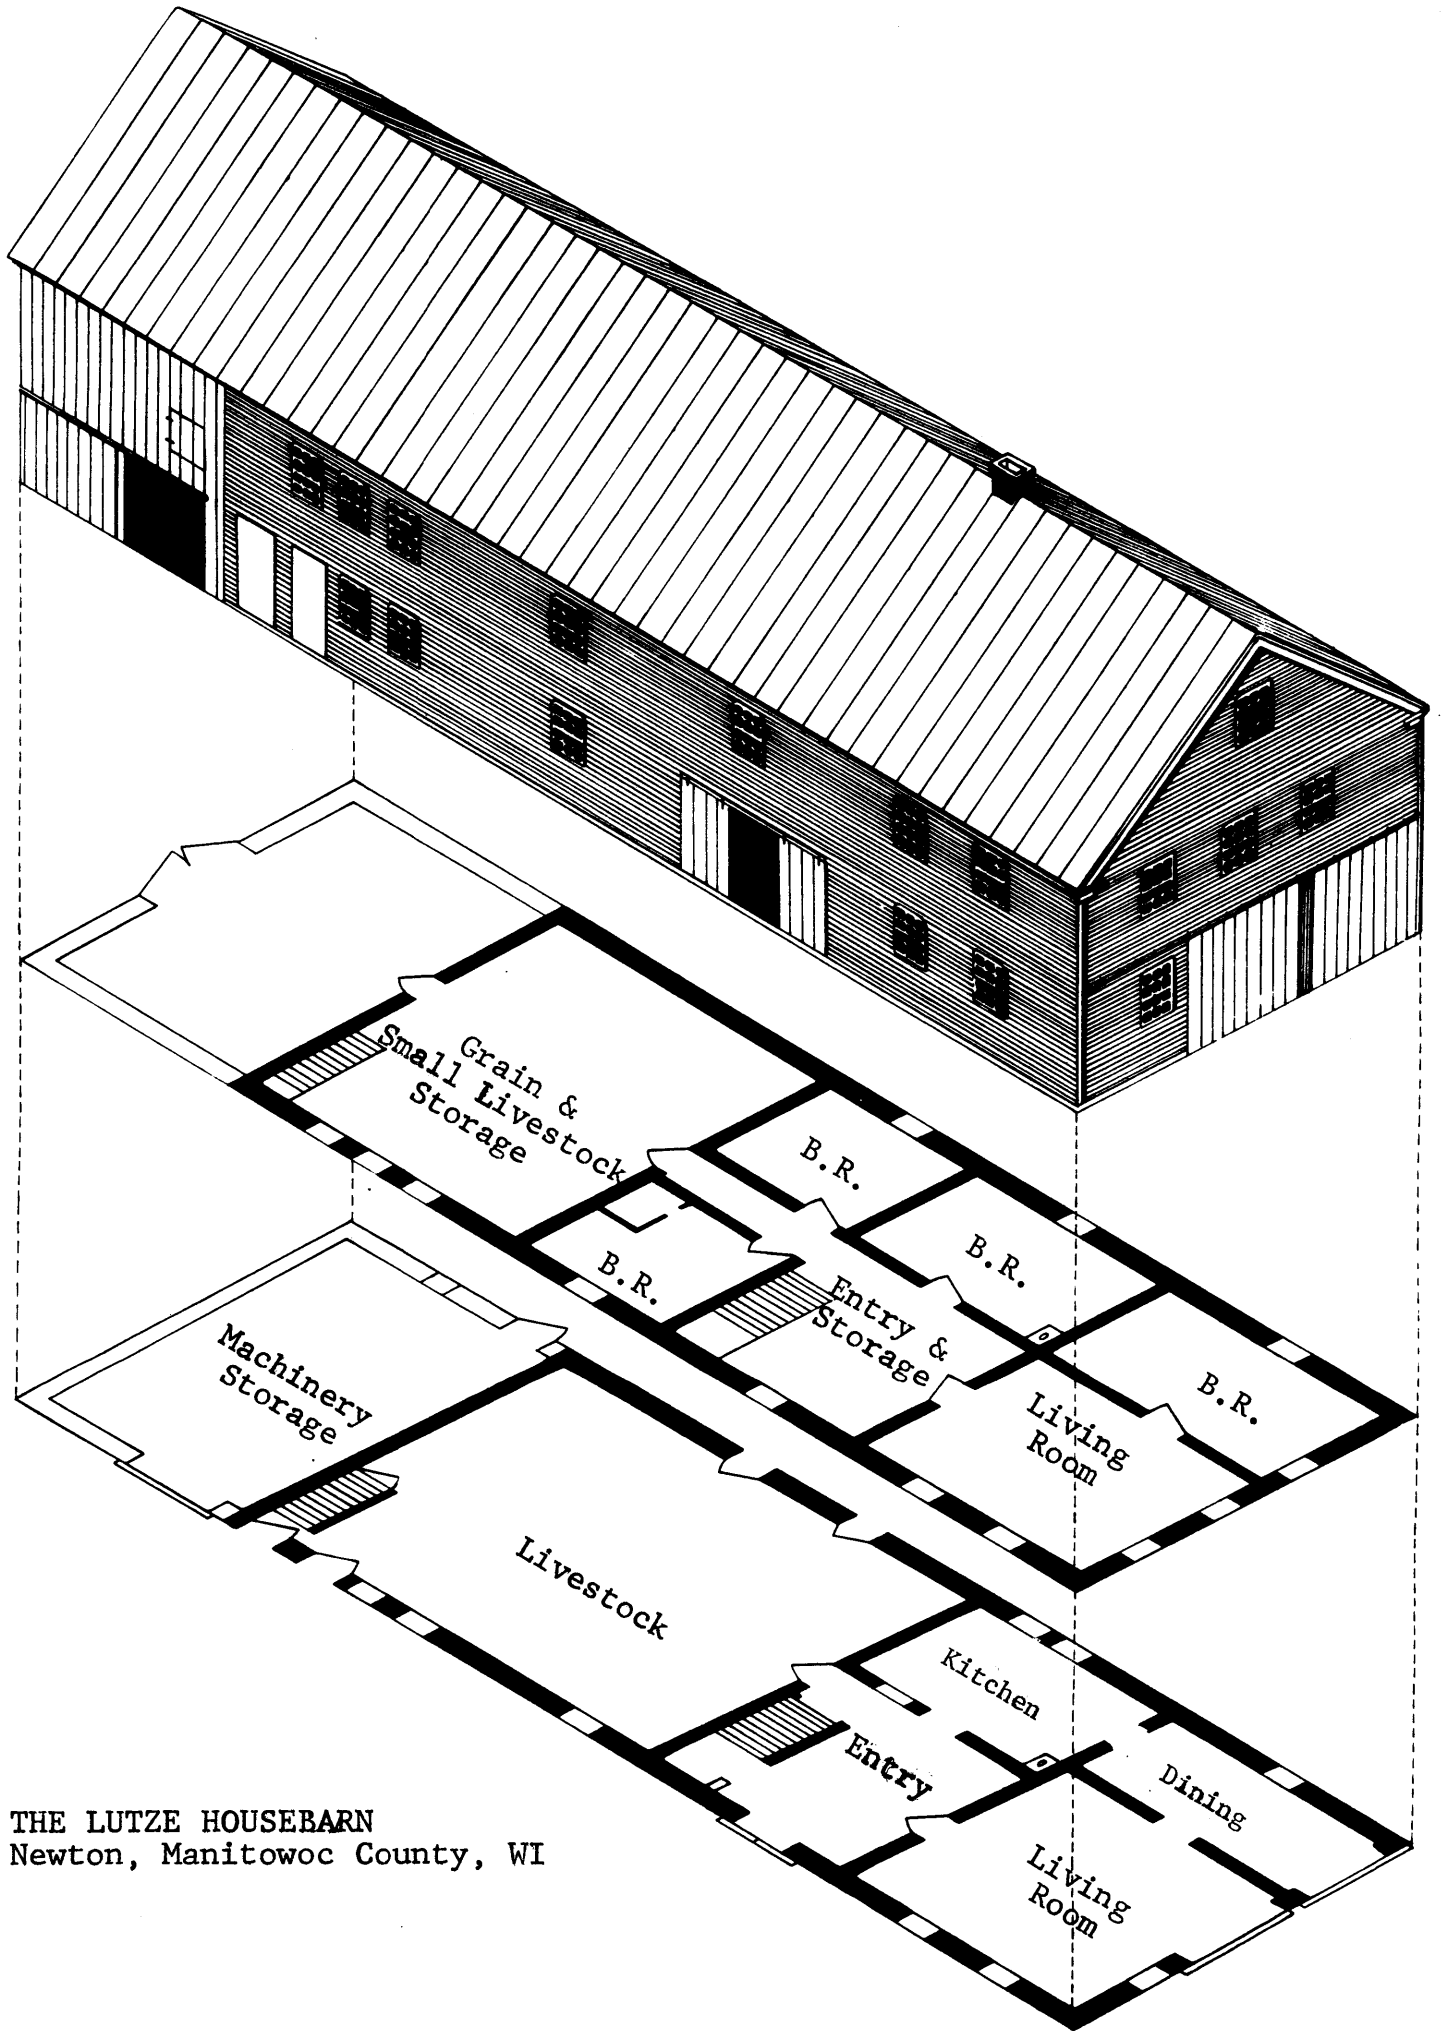 Grain &
Small Livestock
Storage
B.R.
B.R.
B.R.
Entry &
Storage
B.R.
Living
Room
Machinery
Storage
Livestock
Kitchen
Entry
Dining
Living
Room
THE LUTZE HOUSEBARN
Newton, Manitowoc County, WI